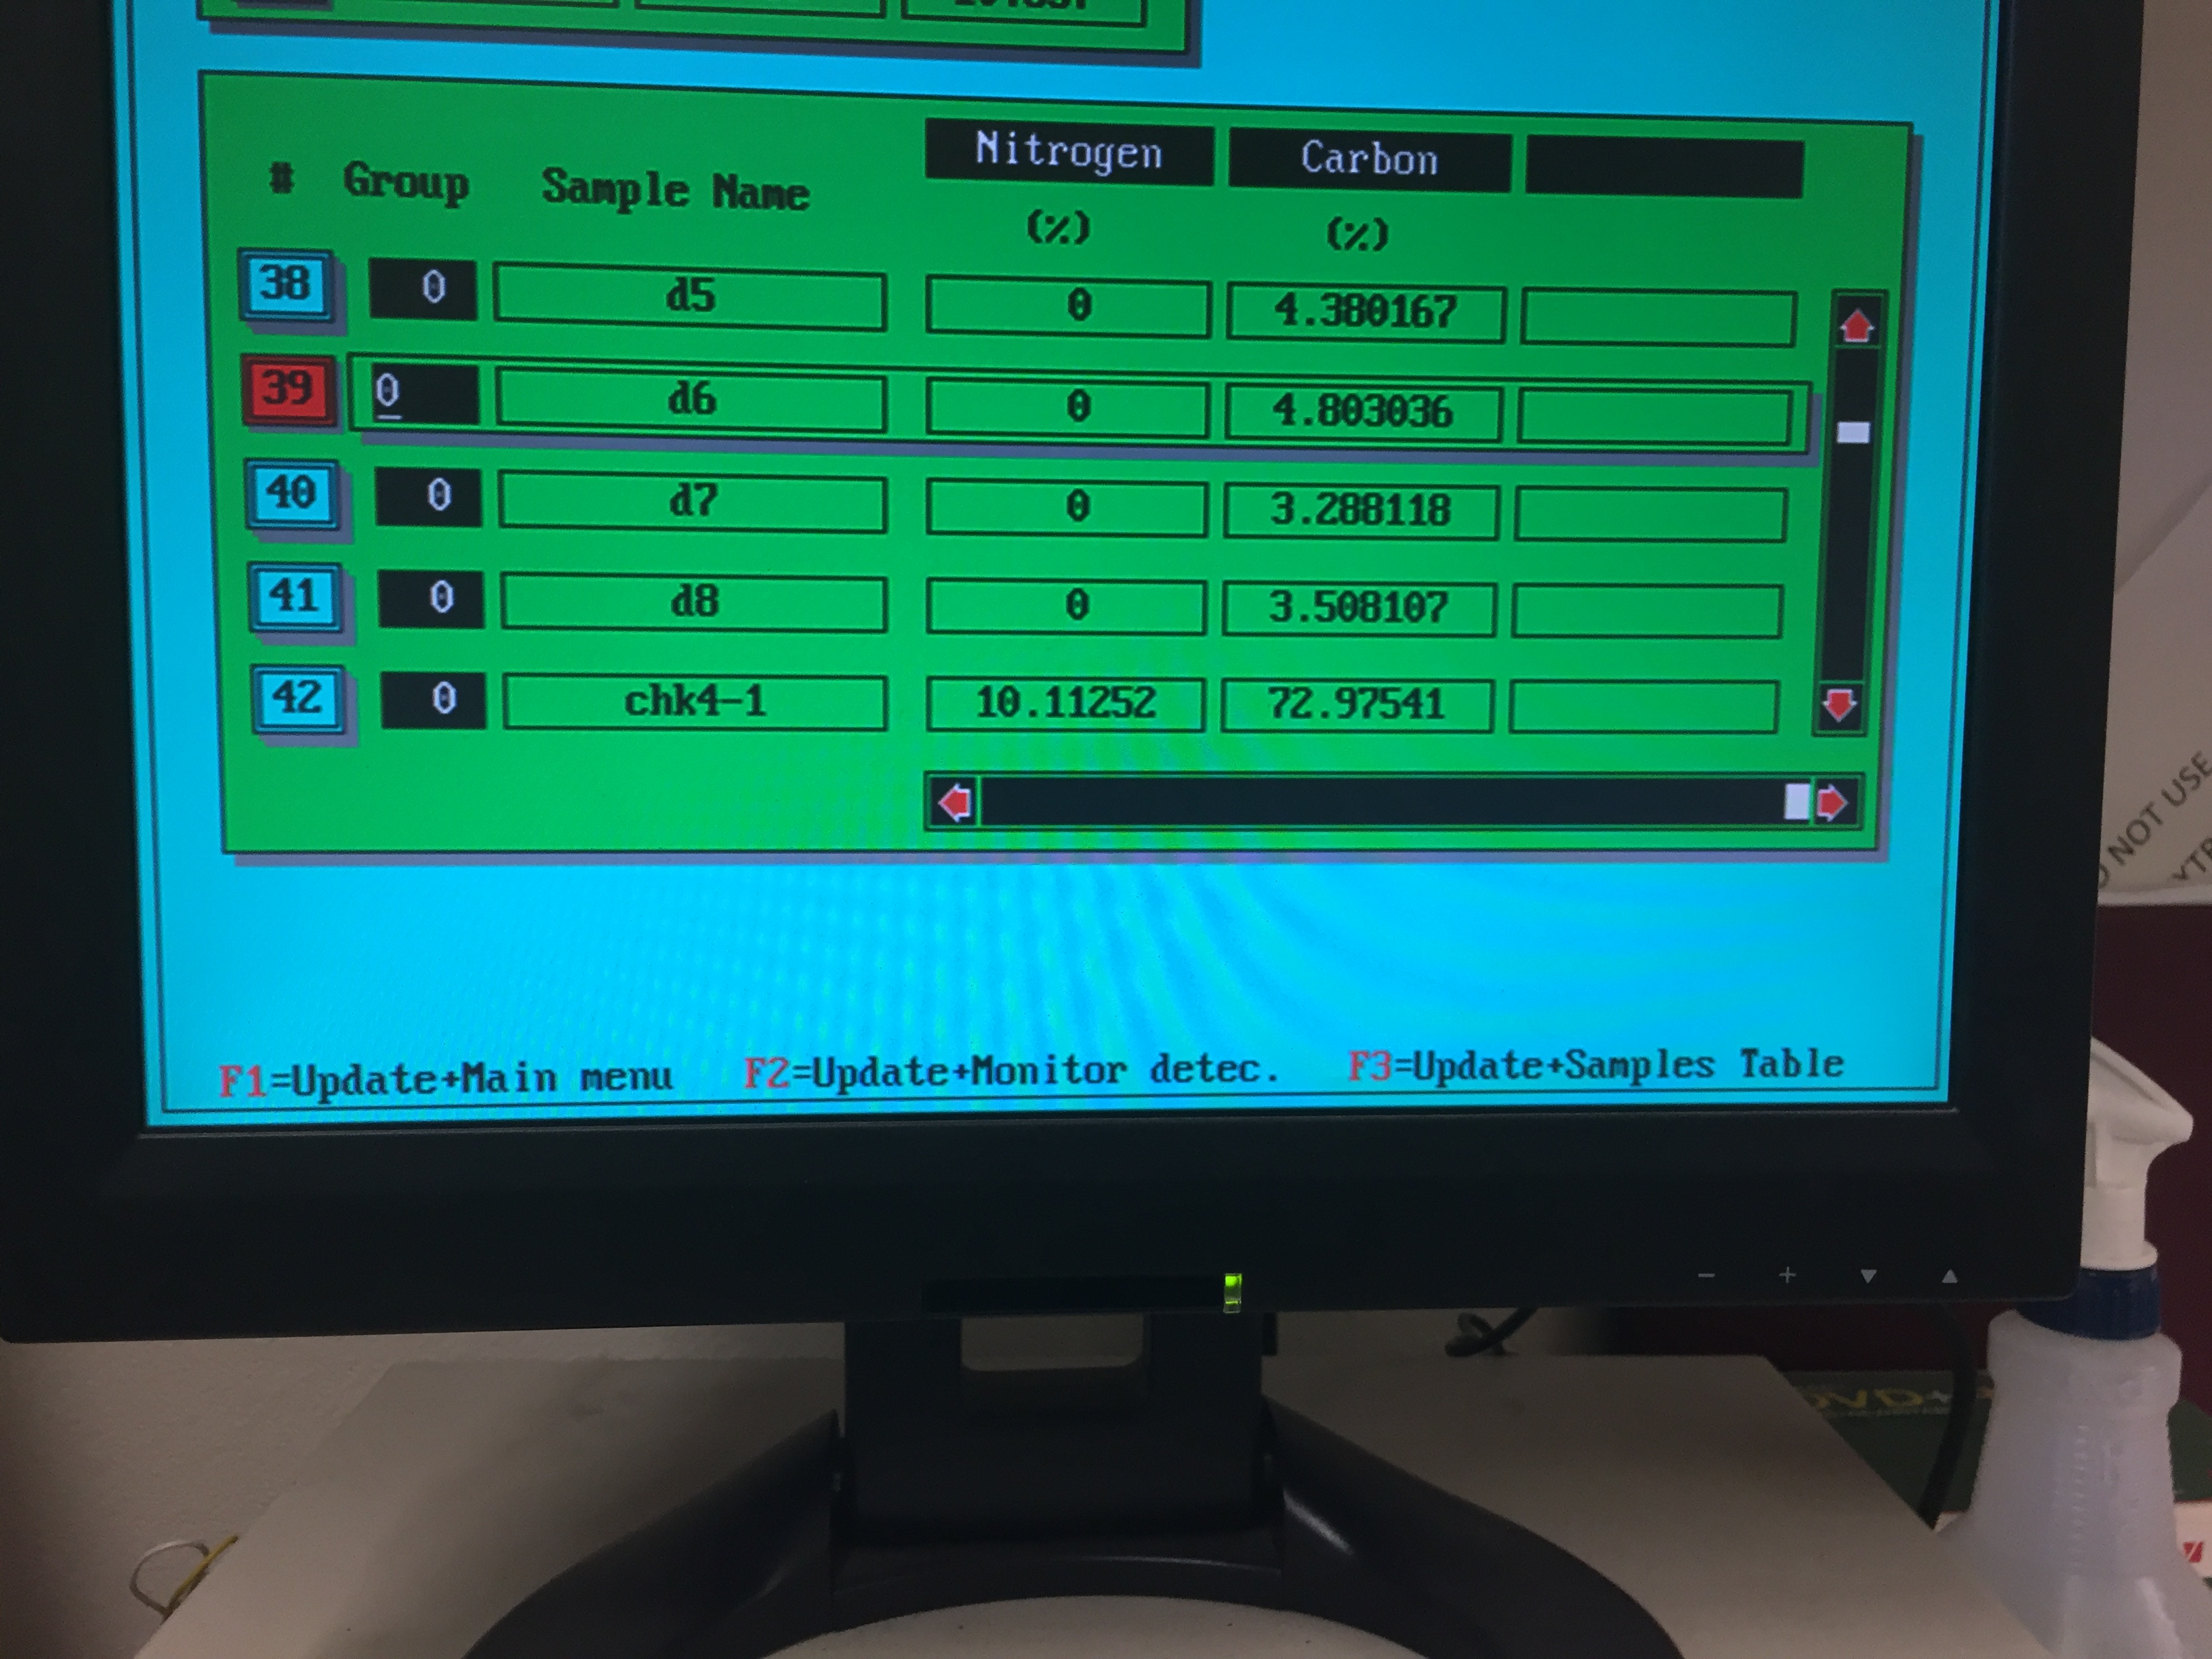 # Group Sample Name Nitrogen Carbon
(%) (%)
38 0 d5 0 4.380167
39 0 d6 0 4.803036
40 0 d7 0 3.288118
41 0 d8 0 3.508107
42 0 chk4-1 10.11252 72.97541
F1=Update+Main menu F2=Update+Monitor detec. F3=Update+Samples Table
NOT USE
- + ▼ ▲